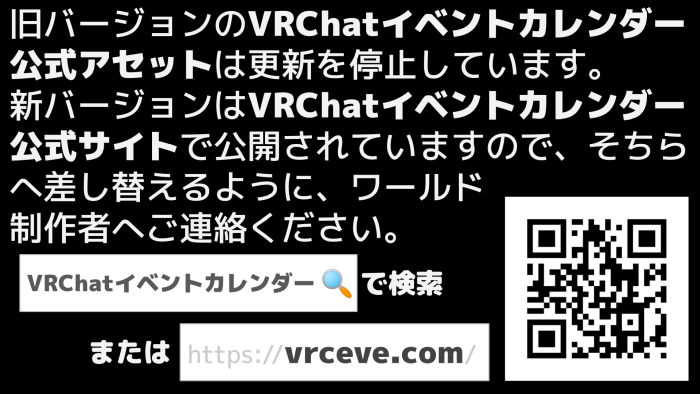 旧バージョンのVRChatイベントカレンダー
公式アセットは更新を停止しています。
新バージョンはVRChatイベントカレンダー
公式サイトで公開されていますので、そちら
へ差し替えるように、ワールド
制作者へご連絡ください。
VRChatイベントカレンダー🔍で検索
または https://vrceve.com/